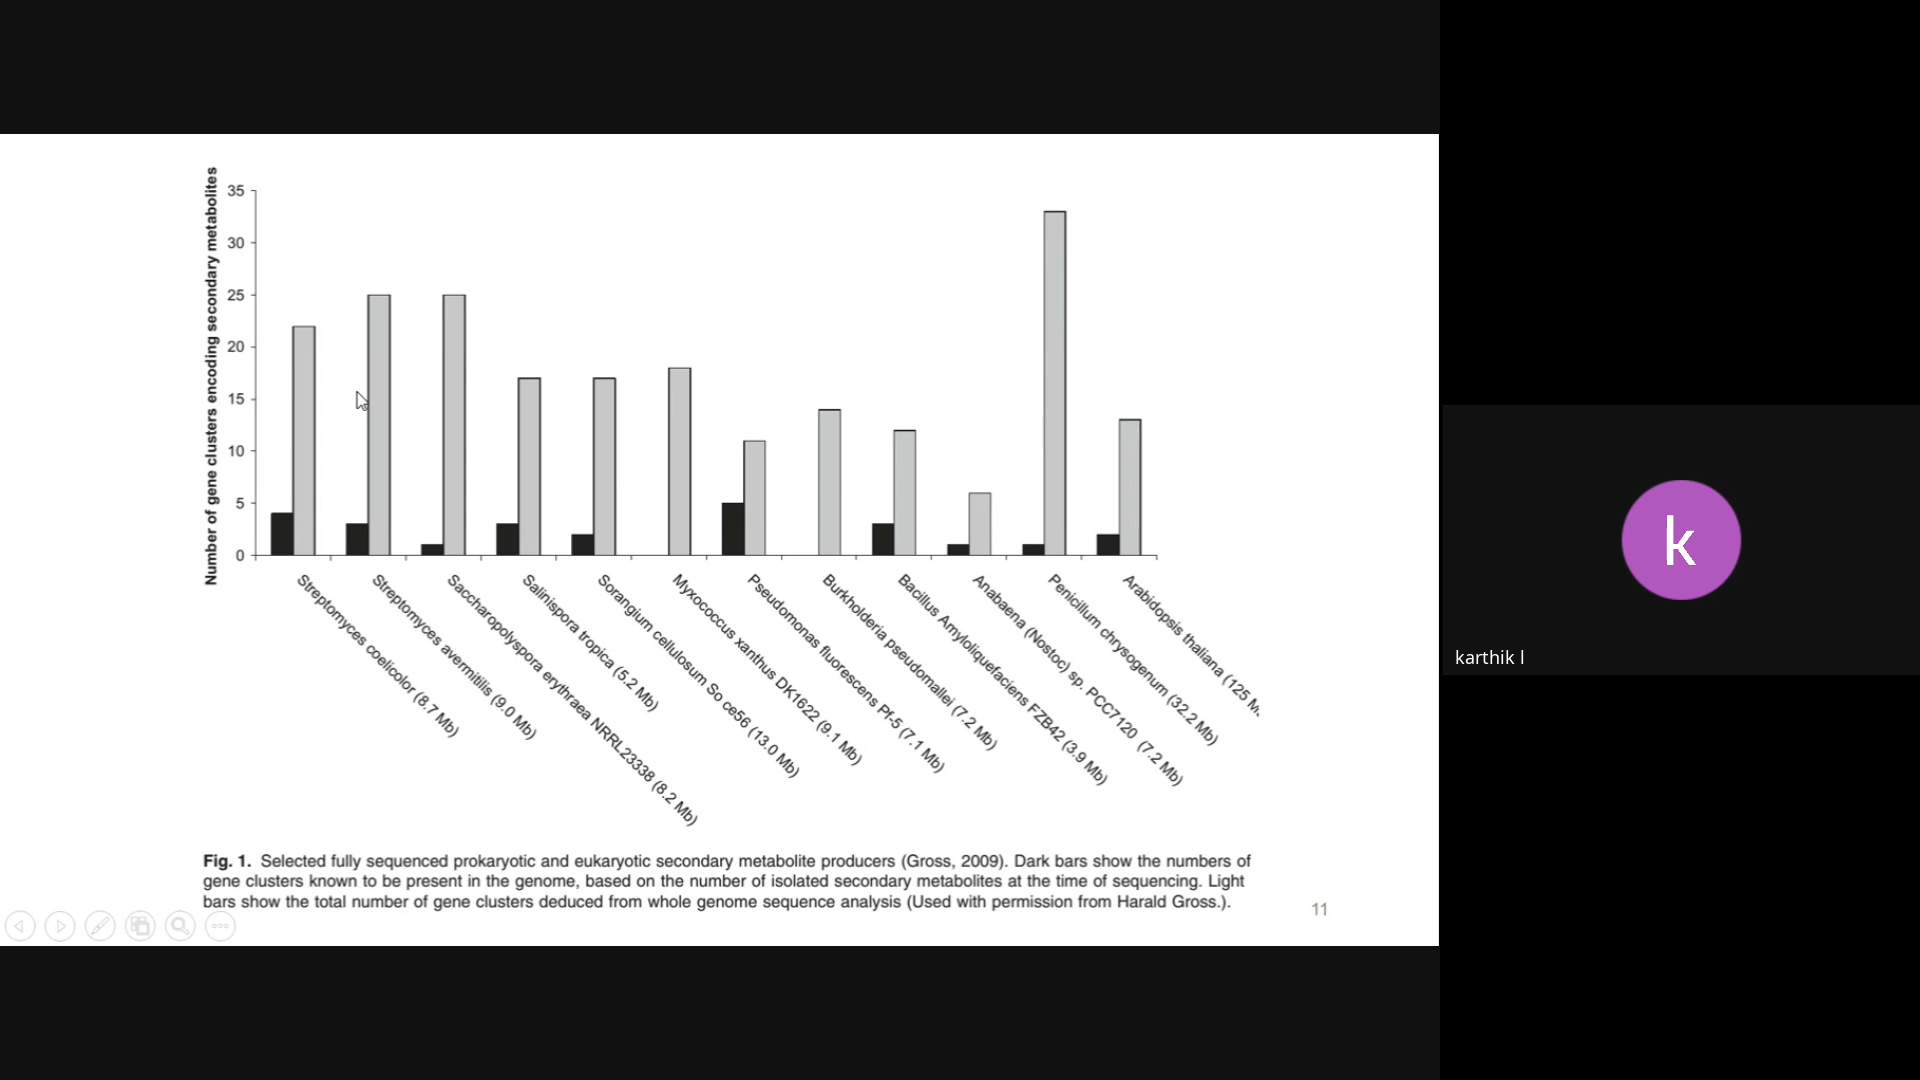 Number of gene clusters encoding secondary metabolites
35
30
25
20
15
10
5
0
Streptomyces coelicolor (8.7 Mb)
Streptomyces avermitilis (9.0 Mb)
Saccharopolyspora erythraea NRRL23338 (8.2 Mb)
Salinispora tropica (5.2 Mb)
Sorangium cellulosum So ce56 (13.0 Mb)
Myxococcus xanthus DK1622 (9.1 Mb)
Pseudomonas fluorescens Pf-5 (7.1 Mb)
Burkholderia pseudomallei (7.2 Mb)
Bacillus Amyloliquefaciens FZB42 (3.9 Mb)
Anabaena (Nostoc) sp. PCC7120 (7.2 Mb)
Penicillum chrysogenum (32.2 Mb)
Arabidopsis thaliana (125 M
Fig. 1. Selected fully sequenced prokaryotic and eukaryotic secondary metabolite producers (Gross, 2009). Dark bars show the numbers of
gene clusters known to be present in the genome, based on the number of isolated secondary metabolites at the time of sequencing. Light
bars show the total number of gene clusters deduced from whole genome sequence analysis (Used with permission from Harald Gross.).
11
k
karthik l